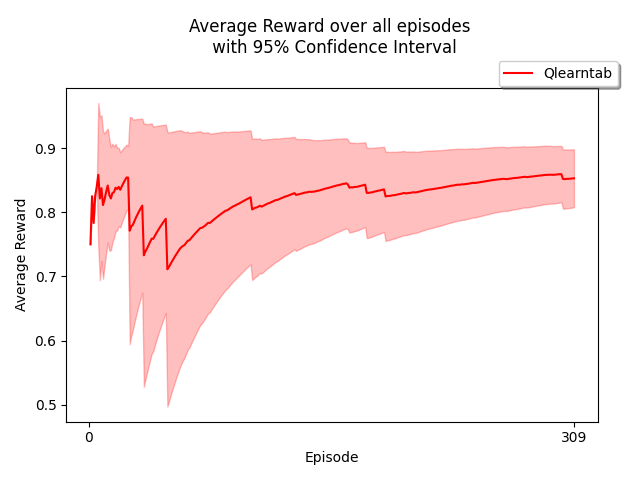 Average Reward over all episodes
with 95% Confidence Interval
Qlearntab
Average Reward
0.9
0.8
0.7
0.6
0.5
0
309
Episode